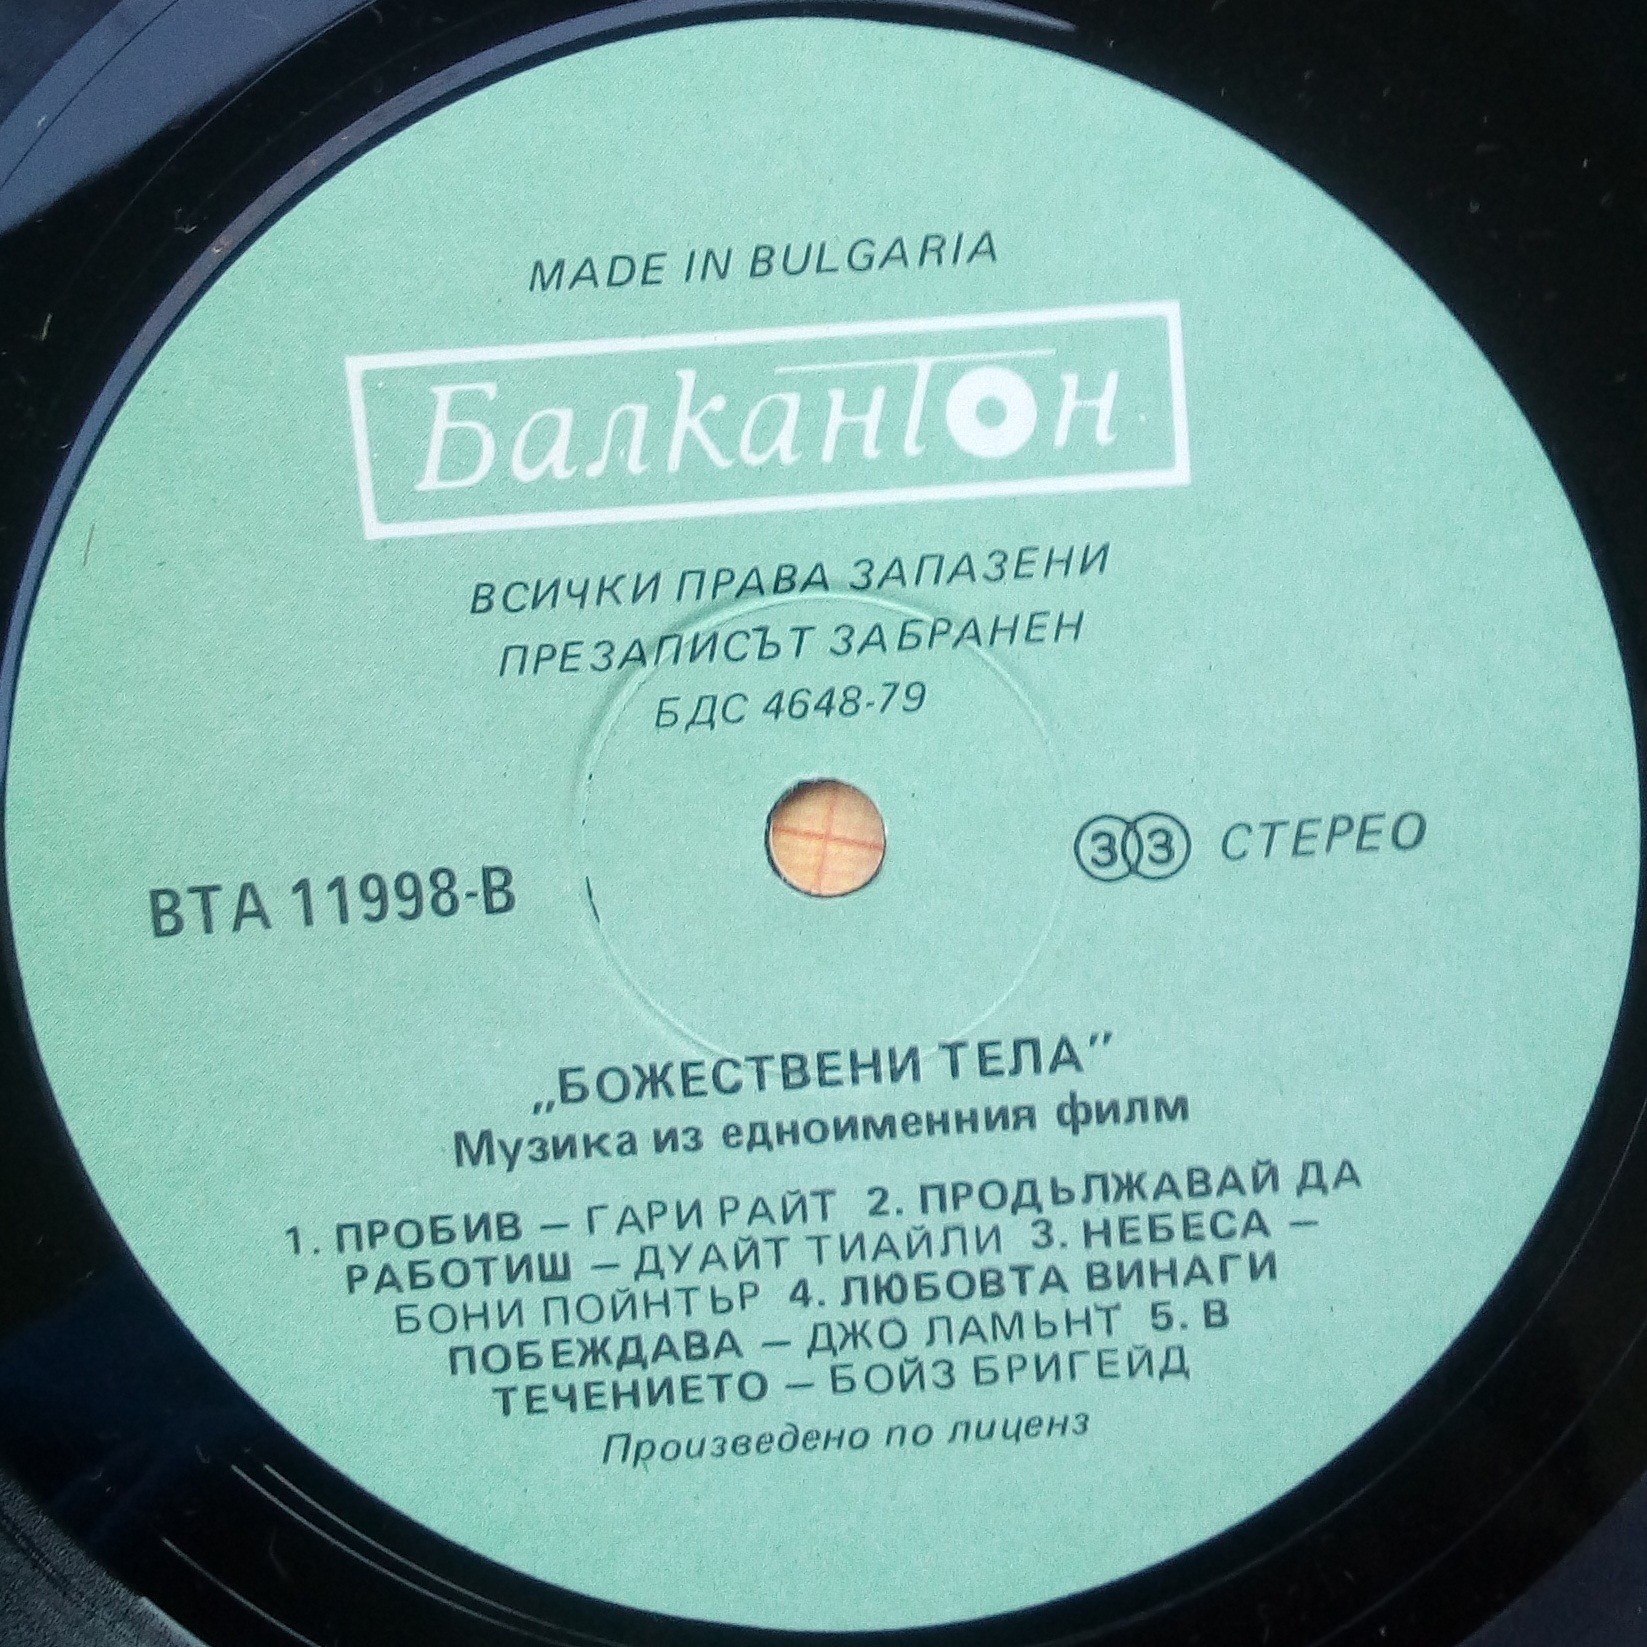 MADE IN BULGARIA
Балкантон
ВСИЧКИ ПРАВА ЗАПАЗЕНИ
ПРЕЗАПИСЪТ ЗАБРАНЕН
БДС 4648-79
33 СТЕРЕО
ВТА 11998-В
„БОЖЕСТВЕНИ ТЕЛА”
Музика из едноименния филм
1. ПРОБИВ – ГАРИ РАЙТ 2. ПРОДЬЛЖАВАЙ ДА
РАБОТИШ – ДУАЙТ ТИАЙЛИ 3. НЕБЕСА –
БОНИ ПОЙНТЪР 4. ЛЮБОВТА ВИНАГИ
ПОБЕЖДАВА – ДЖО ЛАМЬНТ 5. В
ТЕЧЕНИЕТО – БОЙЗ БРИГЕЙД
Произведено по лиценз